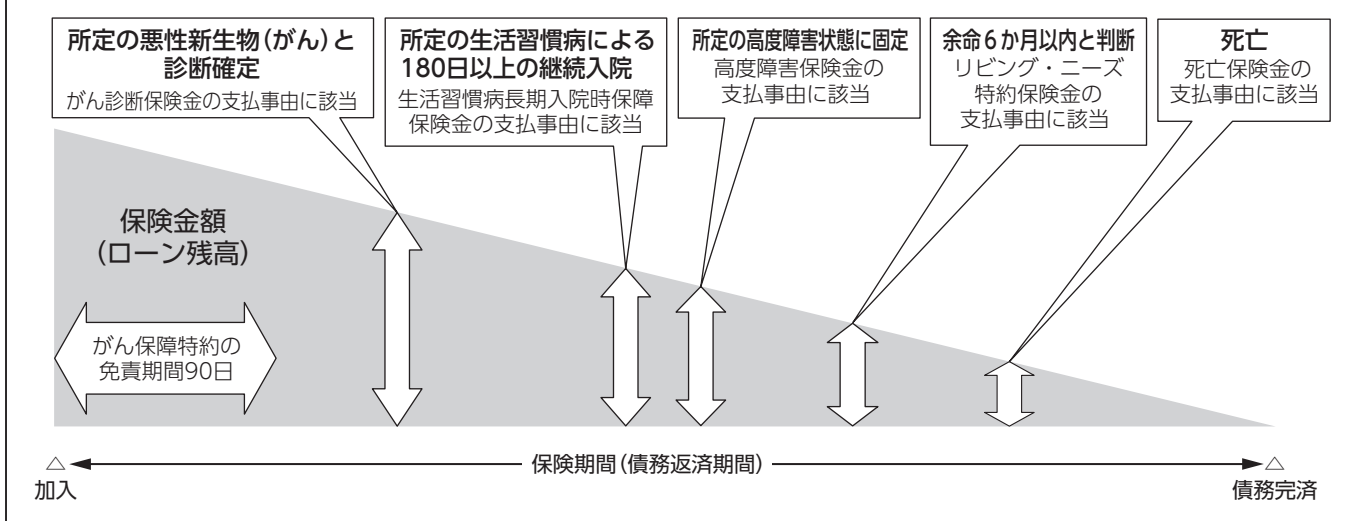 所定の悪性新生物(がん)と
診断確定
がん診断保険金の支払事由に該当
所定の生活習慣病による
180日以上の継続入院
生活習慣病長期入院時保障
保険金の支払事由に該当
所定の高度障害状態に固定
高度障害保険金の
支払事由に該当
余命6か月以内と判断
リビング・ニーズ
特約保険金の
支払事由に該当
死亡
死亡保険金の
支払事由に該当
保険金額
(ローン残高)
がん保障特約の
免責期間90日
保険期間(債務返済期間)
加入
債務完済